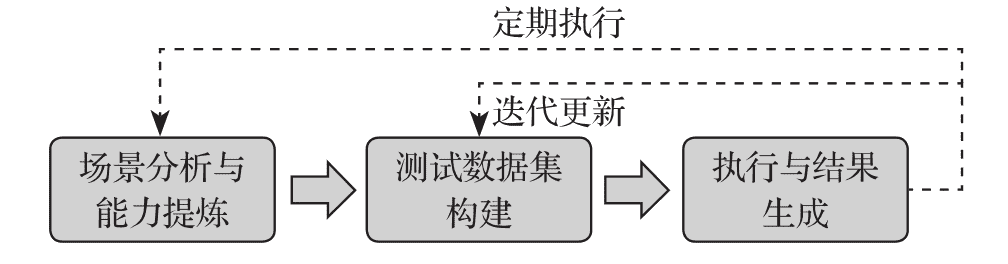 定期执行
迭代更新
场景分析与
能力提炼
测试数据集
构建
执行与结果
生成